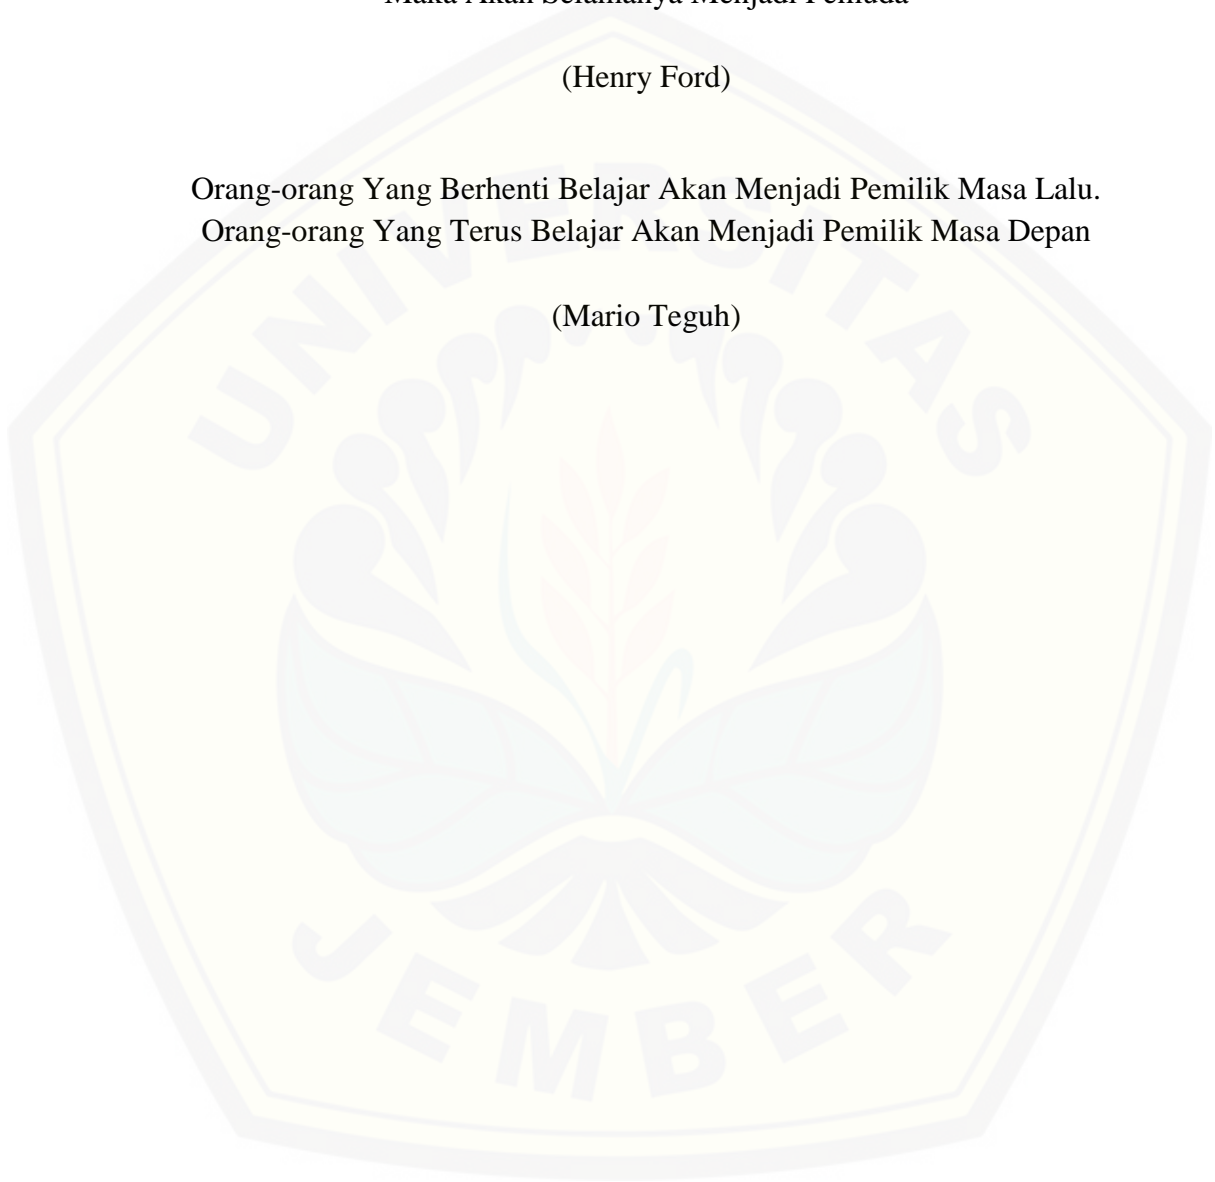 Maka Akan Selamanya Menjadi Pemuda
(Henry Ford)
Orang-orang Yang Berhenti Belajar Akan Menjadi Pemilik Masa Lalu.
Orang-orang Yang Terus Belajar Akan Menjadi Pemilik Masa Depan
(Mario Teguh)
UNIVERSITAS
JEMBER